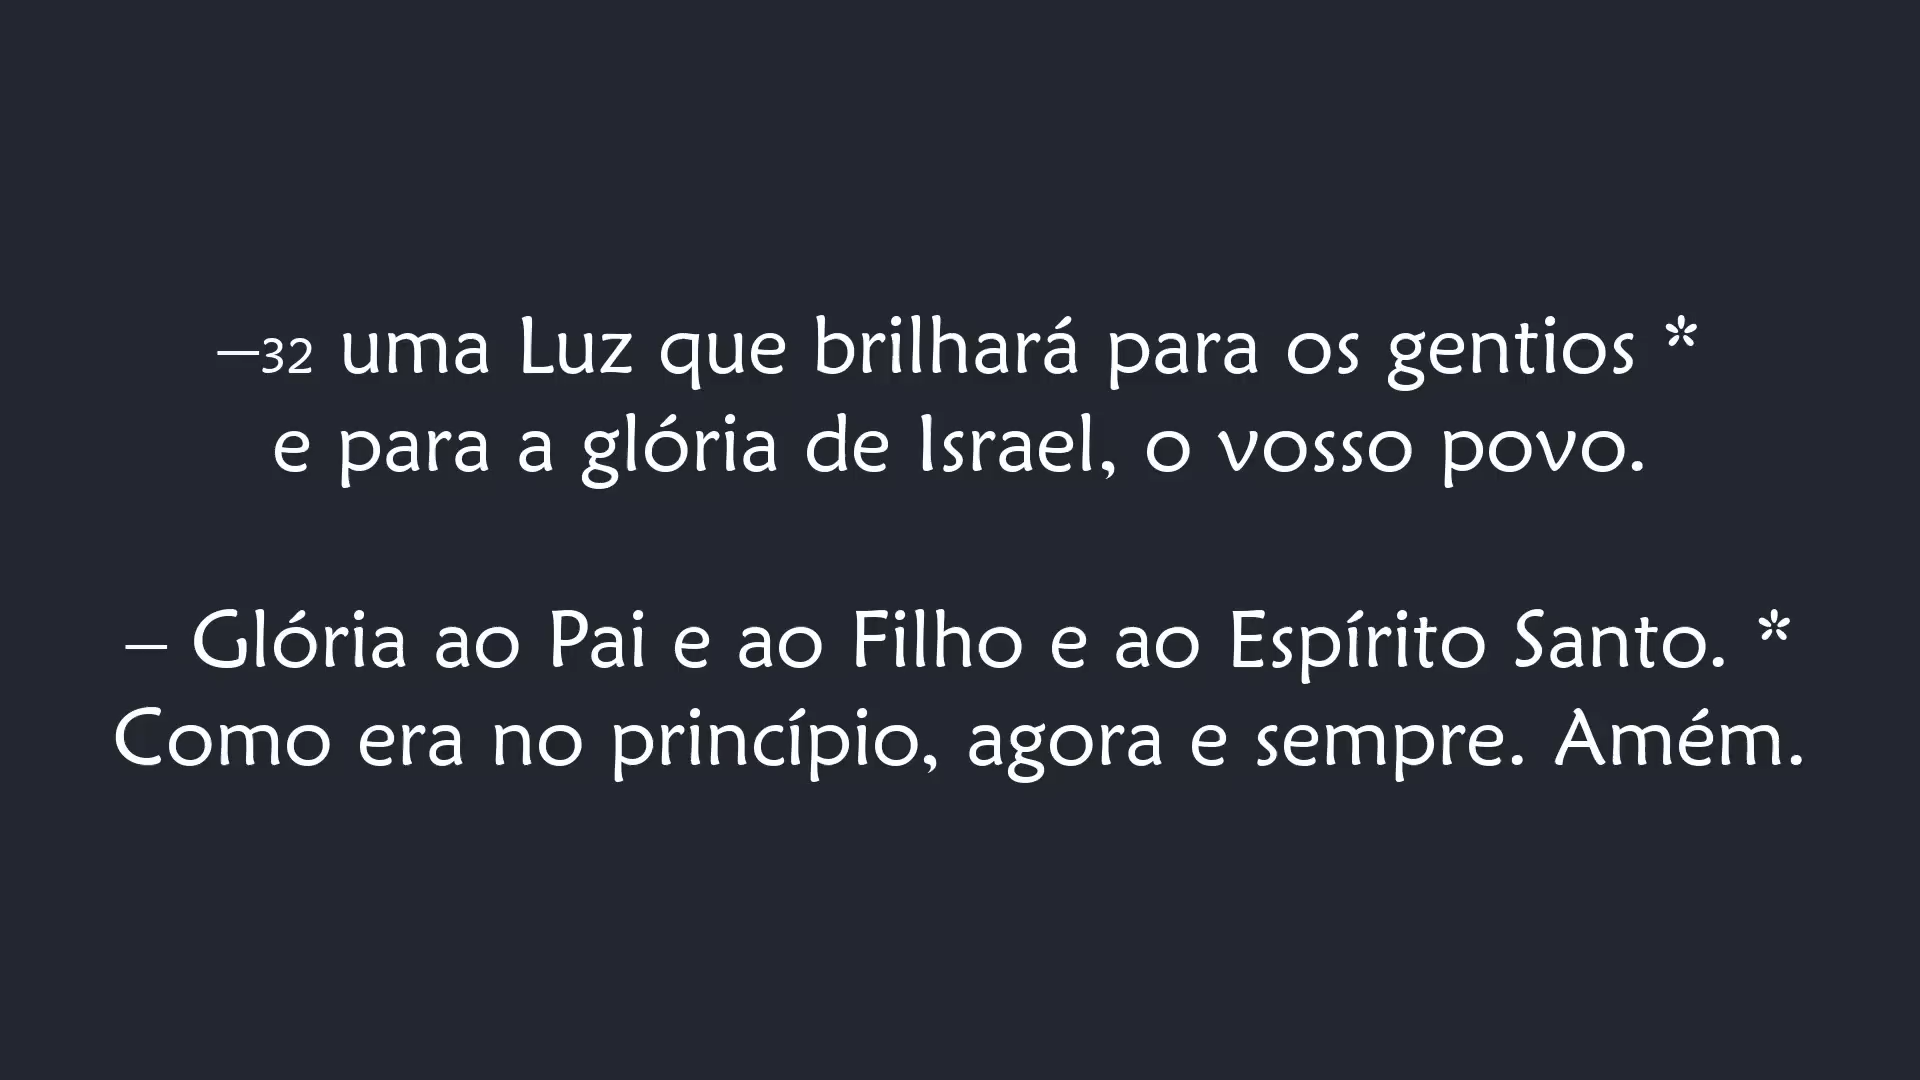 –32 uma Luz que brilhará para os gentios *
e para a glória de Israel, o vosso povo.
– Glória ao Pai e ao Filho e ao Espírito Santo. *
Como era no princípio, agora e sempre. Amém.